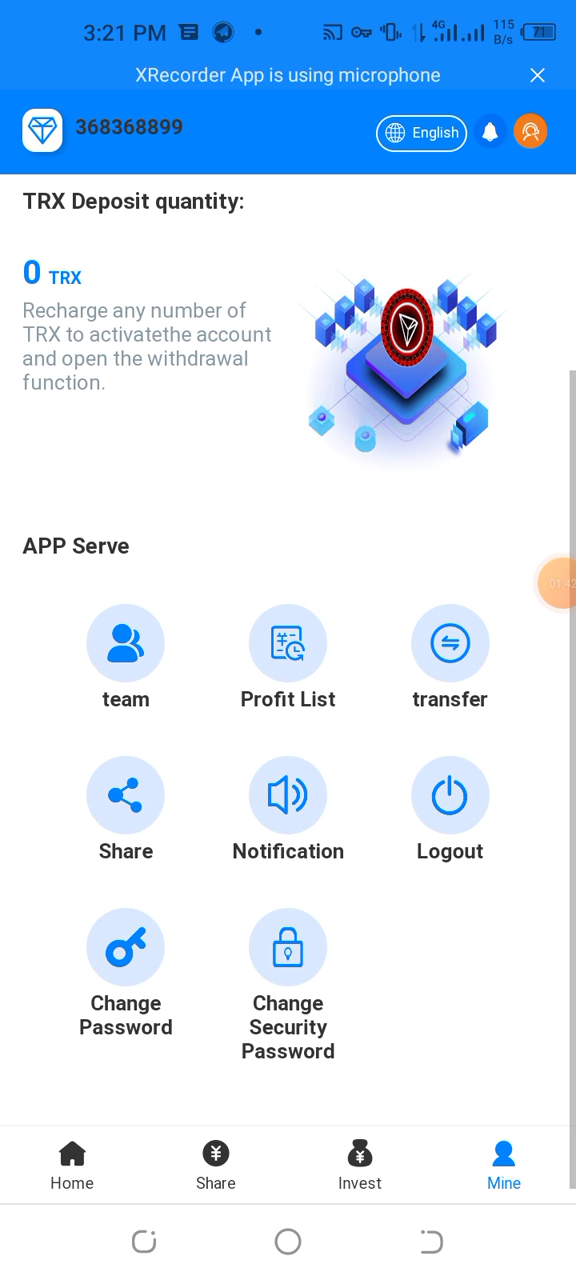 3:21 PM
4G
115
B/s
71
XRecorder App is using microphone
368368899
English
TRX Deposit quantity:
0 TRX
Recharge any number of
TRX to activatethe account
and open the withdrawal
function.
APP Serve
team
Profit List
transfer
Share
Notification
Logout
Change
Password
Change
Security
Password
Home
Share
Invest
Mine